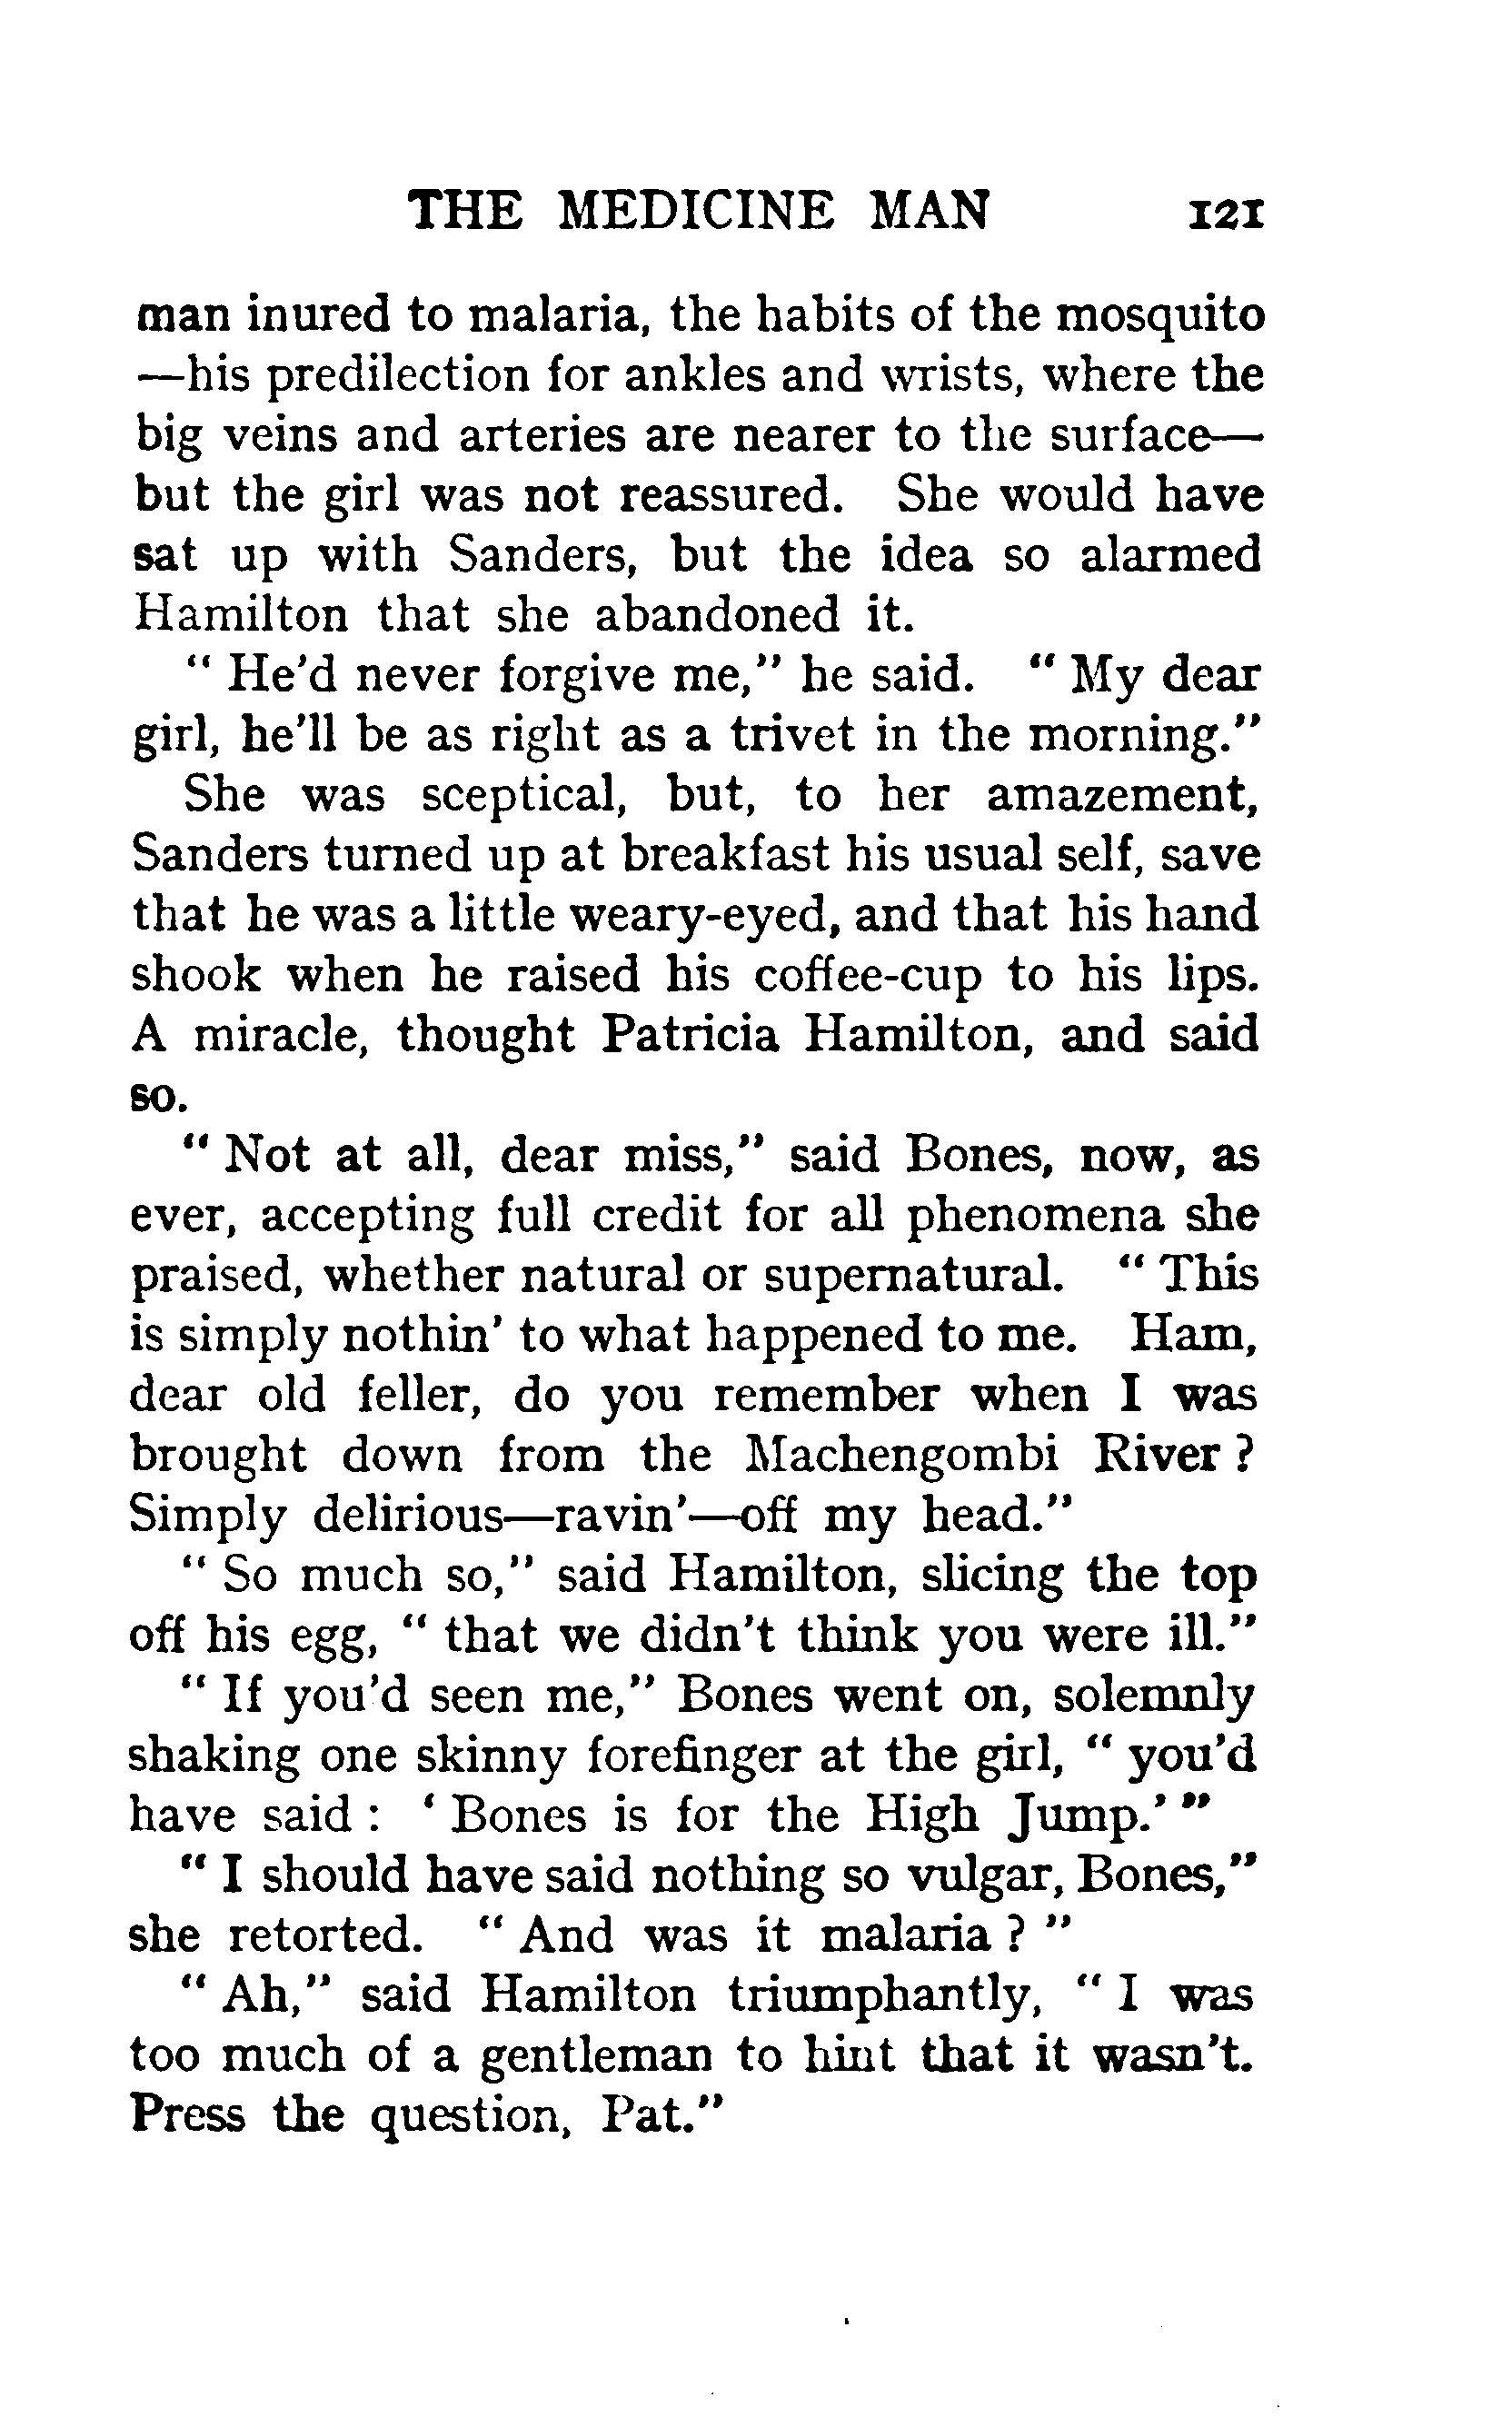 THE MEDICINE MAN 121
man inured to malaria, the habits of the mosquito
—his predilection for ankles and wrists, where the
big veins and arteries are nearer to the surface—
but the girl was not reassured. She would have
sat up with Sanders, but the idea so alarmed
Hamilton that she abandoned it.
" He'd never forgive me," he said. " My dear
girl, he'll be as right as a trivet in the morning."
She was sceptical, but, to her amazement,
Sanders turned up at breakfast his usual self, save
that he was a little weary-eyed, and that his hand
shook when he raised his coffee-cup to his lips.
A miracle, thought Patricia Hamilton, and said
so.
" Not at all, dear miss," said Bones, now, as
ever, accepting full credit for all phenomena she
praised, whether natural or supernatural. " This
is simply nothin' to what happened to me. Ham,
dear old feller, do you remember when I was
brought down from the Machengombi River ?
Simply delirious—ravin'—off my head."
" So much so," said Hamilton, slicing the top
off his egg, " that we didn't think you were ill."
" If you'd seen me," Bones went on, solemnly
shaking one skinny forefinger at the girl, " you'd
have said : ' Bones is for the High Jump.' "
" I should have said nothing so vulgar, Bones,"
she retorted. " And was it malaria ? "
" Ah," said Hamilton triumphantly, " I was
too much of a gentleman to hint that it wasn't.
Press the question, Pat."